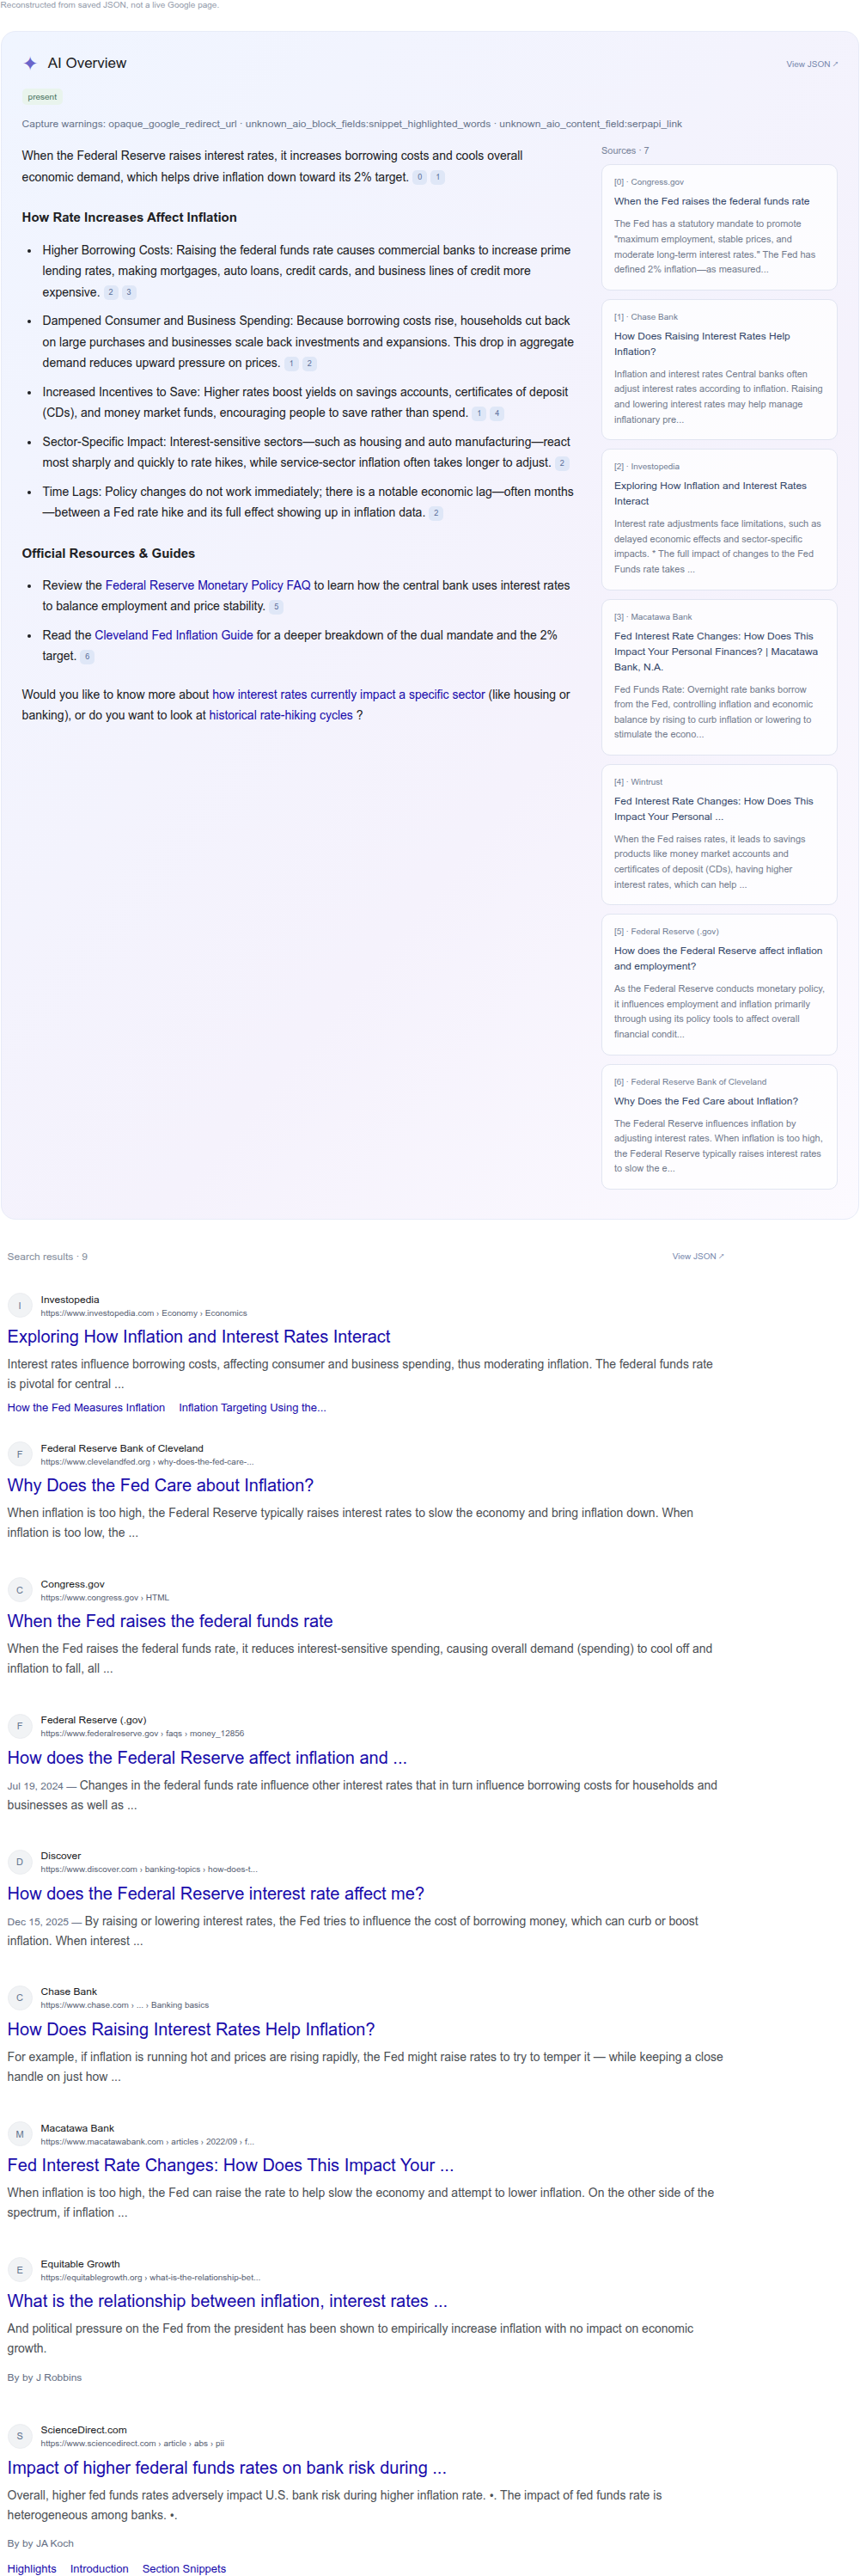 Reconstructed from saved JSON, not a live Google page.
AI Overview
View JSON ↗
present
Capture warnings: opaque_google_redirect_url · unknown_aio_block_fields:snippet_highlighted_words · unknown_aio_content_field:serpapi_link
When the Federal Reserve raises interest rates, it increases borrowing costs and cools overall
economic demand, which helps drive inflation down toward its 2% target. 0 1
How Rate Increases Affect Inflation
• Higher Borrowing Costs: Raising the federal funds rate causes commercial banks to increase prime
lending rates, making mortgages, auto loans, credit cards, and business lines of credit more
expensive. 2 3
• Dampened Consumer and Business Spending: Because borrowing costs rise, households cut back
on large purchases and businesses scale back investments and expansions. This drop in aggregate
demand reduces upward pressure on prices. 1 2
• Increased Incentives to Save: Higher rates boost yields on savings accounts, certificates of deposit
(CDs), and money market funds, encouraging people to save rather than spend. 1 4
• Sector-Specific Impact: Interest-sensitive sectors—such as housing and auto manufacturing—react
most sharply and quickly to rate hikes, while service-sector inflation often takes longer to adjust. 2
• Time Lags: Policy changes do not work immediately; there is a notable economic lag—often months
—between a Fed rate hike and its full effect showing up in inflation data. 2
Official Resources & Guides
• Review the Federal Reserve Monetary Policy FAQ to learn how the central bank uses interest rates
to balance employment and price stability. 5
• Read the Cleveland Fed Inflation Guide for a deeper breakdown of the dual mandate and the 2%
target. 6
Would you like to know more about how interest rates currently impact a specific sector (like housing or
banking), or do you want to look at historical rate-hiking cycles ?
Sources · 7
[0] · Congress.gov
When the Fed raises the federal funds rate
The Fed has a statutory mandate to promote
"maximum employment, stable prices, and
moderate long-term interest rates." The Fed has
defined 2% inflation—as measured...
[1] · Chase Bank
How Does Raising Interest Rates Help
Inflation?
Inflation and interest rates Central banks often
adjust interest rates according to inflation. Raising
and lowering interest rates may help manage
inflationary pre...
[2] · Investopedia
Exploring How Inflation and Interest Rates
Interact
Interest rate adjustments face limitations, such as
delayed economic effects and sector-specific
impacts. * The full impact of changes to the Fed
Funds rate takes ...
[3] · Macatawa Bank
Fed Interest Rate Changes: How Does This
Impact Your Personal Finances? | Macatawa
Bank, N.A.
Fed Funds Rate: Overnight rate banks borrow
from the Fed, controlling inflation and economic
balance by rising to curb inflation or lowering to
stimulate the econo...
[4] · Wintrust
Fed Interest Rate Changes: How Does This
Impact Your Personal ...
When the Fed raises rates, it leads to savings
products like money market accounts and
certificates of deposit (CDs), having higher
interest rates, which can help ...
[5] · Federal Reserve (.gov)
How does the Federal Reserve affect inflation
and employment?
As the Federal Reserve conducts monetary policy,
it influences employment and inflation primarily
through using its policy tools to affect overall
financial condit...
[6] · Federal Reserve Bank of Cleveland
Why Does the Fed Care about Inflation?
The Federal Reserve influences inflation by
adjusting interest rates. When inflation is too high,
the Federal Reserve typically raises interest rates
to slow the e...
Search results · 9
View JSON ↗
I
Investopedia
https://www.investopedia.com › Economy › Economics
Exploring How Inflation and Interest Rates Interact
Interest rates influence borrowing costs, affecting consumer and business spending, thus moderating inflation. The federal funds rate
is pivotal for central ...
How the Fed Measures Inflation Inflation Targeting Using the...
F
Federal Reserve Bank of Cleveland
https://www.clevelandfed.org › why-does-the-fed-care-...
Why Does the Fed Care about Inflation?
When inflation is too high, the Federal Reserve typically raises interest rates to slow the economy and bring inflation down. When
inflation is too low, the ...
C
Congress.gov
https://www.congress.gov › HTML
When the Fed raises the federal funds rate
When the Fed raises the federal funds rate, it reduces interest-sensitive spending, causing overall demand (spending) to cool off and
inflation to fall, all ...
F
Federal Reserve (.gov)
https://www.federalreserve.gov › faqs › money_12856
How does the Federal Reserve affect inflation and ...
Jul 19, 2024 — Changes in the federal funds rate influence other interest rates that in turn influence borrowing costs for households and
businesses as well as ...
D
Discover
https://www.discover.com › banking-topics › how-does-t...
How does the Federal Reserve interest rate affect me?
Dec 15, 2025 — By raising or lowering interest rates, the Fed tries to influence the cost of borrowing money, which can curb or boost
inflation. When interest ...
C
Chase Bank
https://www.chase.com › ... › Banking basics
How Does Raising Interest Rates Help Inflation?
For example, if inflation is running hot and prices are rising rapidly, the Fed might raise rates to try to temper it — while keeping a close
handle on just how ...
M
Macatawa Bank
https://www.macatawabank.com › articles › 2022/09 › f...
Fed Interest Rate Changes: How Does This Impact Your ...
When inflation is too high, the Fed can raise the rate to help slow the economy and attempt to lower inflation. On the other side of the
spectrum, if inflation ...
E
Equitable Growth
https://equitablegrowth.org › what-is-the-relationship-bet...
What is the relationship between inflation, interest rates ...
And political pressure on the Fed from the president has been shown to empirically increase inflation with no impact on economic
growth.
By by J Robbins
S
ScienceDirect.com
https://www.sciencedirect.com › article › abs › pii
Impact of higher federal funds rates on bank risk during ...
Overall, higher fed funds rates adversely impact U.S. bank risk during higher inflation rate. •. The impact of fed funds rate is
heterogeneous among banks. •.
By by JA Koch
Highlights Introduction Section Snippets